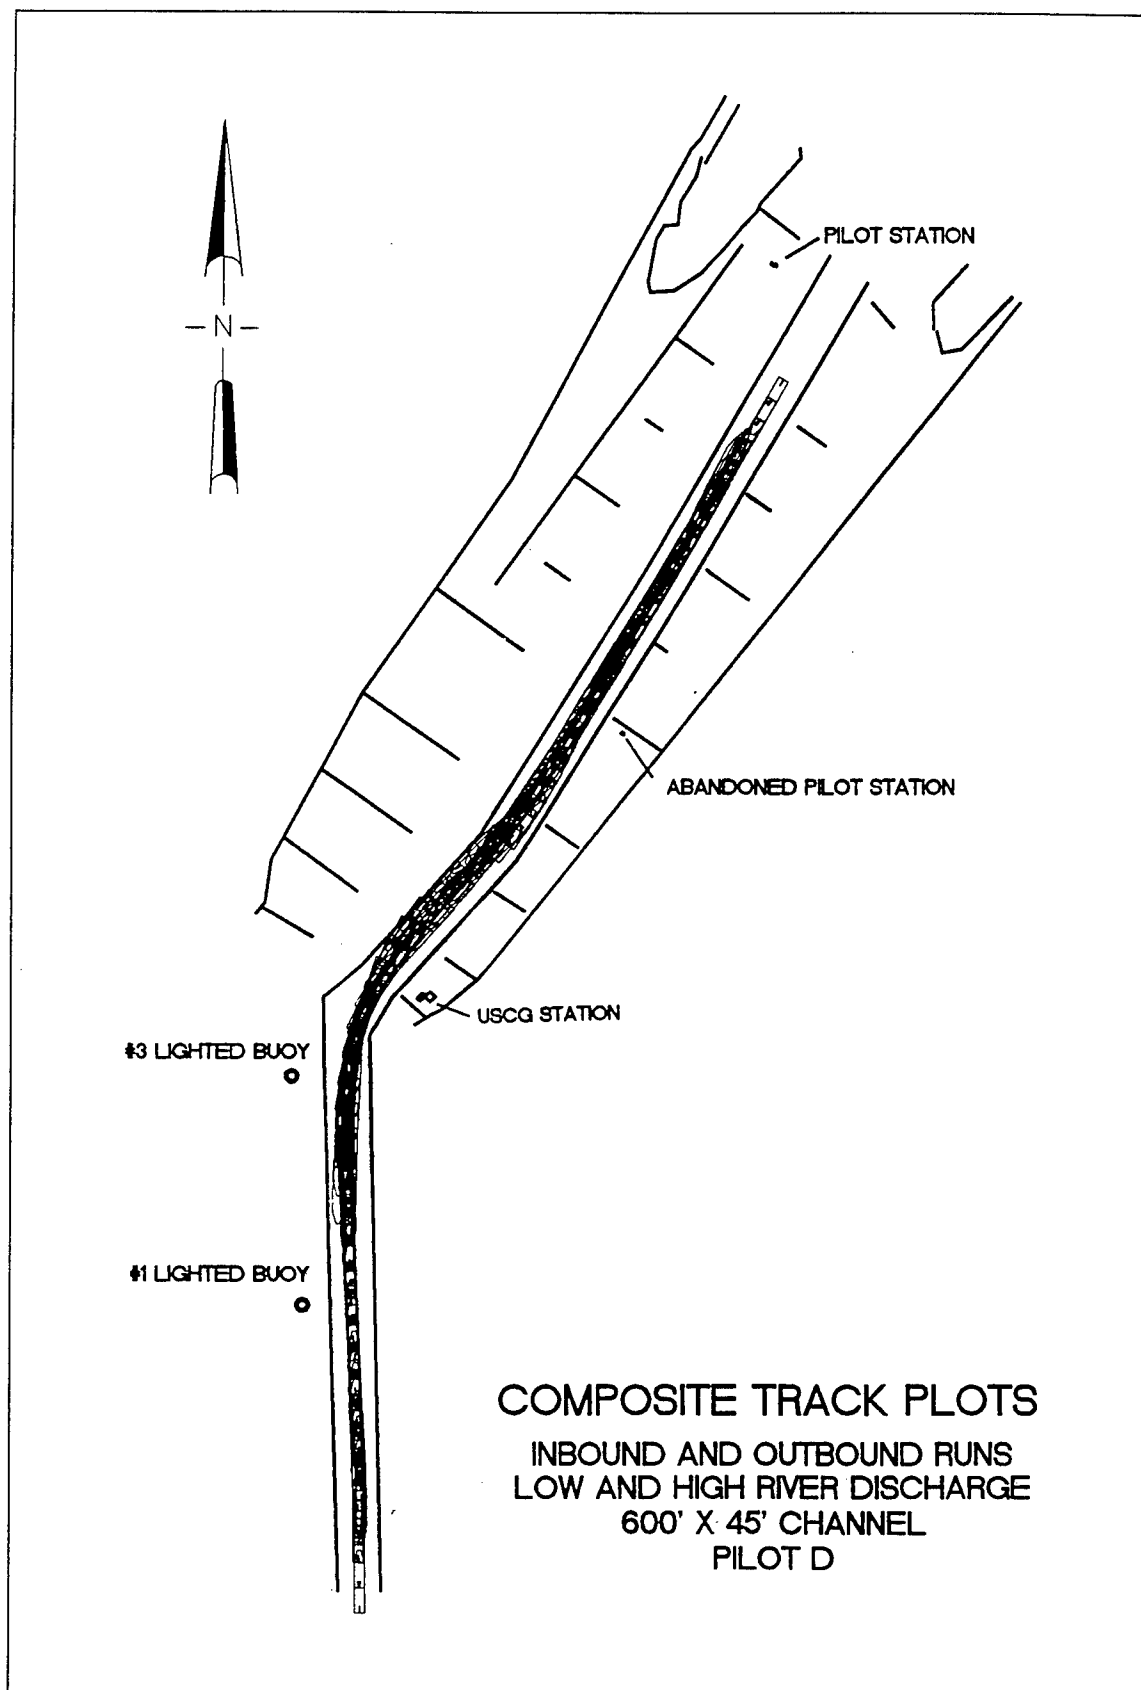 PILOT STATION
- N -
ABANDONED PILOT STATION
USCG STATION
#3 LIGHTED BUOY
#1 LIGHTED BUOY
COMPOSITE TRACK PLOTS
INBOUND AND OUTBOUND RUNS
LOW AND HIGH RIVER DISCHARGE
600' X 45' CHANNEL
PILOT D